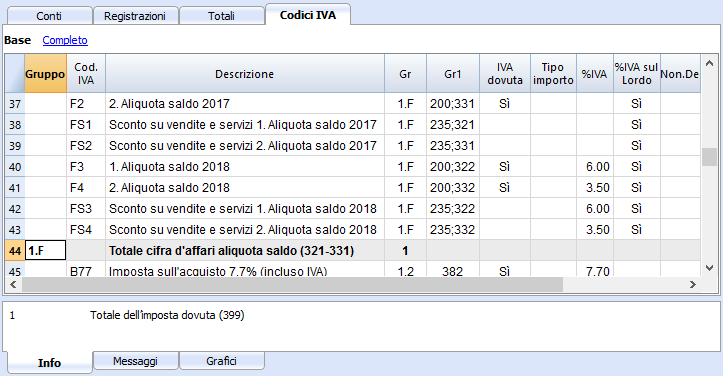 Conti Registrazioni Totali Codici IVA
Base Completo
Gruppo Cod. IVA Descrizione Gr Gr1 IVA dovuta Tipo importo %IVA %IVA sul Lordo Non.De
37 F2 2. Aliquota saldo 2017 1.F 200;331 Sì Sì
38 FS1 Sconto su vendite e servizi 1. Aliquota saldo 2017 1.F 235;321 Sì
39 FS2 Sconto su vendite e servizi 2. Aliquota saldo 2017 1.F 235;331 Sì
40 F3 1. Aliquota saldo 2018 1.F 200;322 Sì 6.00 Sì
41 F4 2. Aliquota saldo 2018 1.F 200;332 Sì 3.50 Sì
42 FS3 Sconto su vendite e servizi 1. Aliquota saldo 2018 1.F 235;322 6.00 Sì
43 FS4 Sconto su vendite e servizi 2. Aliquota saldo 2018 1.F 235;332 3.50 Sì
44 1.F Totale cifra d'affari aliquota saldo (321-331) 1
45 B77 Imposta sull'acquisto 7.7% (incluso IVA) 1.2 382 Sì 7.70
1 Totale dell'imposta dovuta (399)
Info Messaggi Grafici